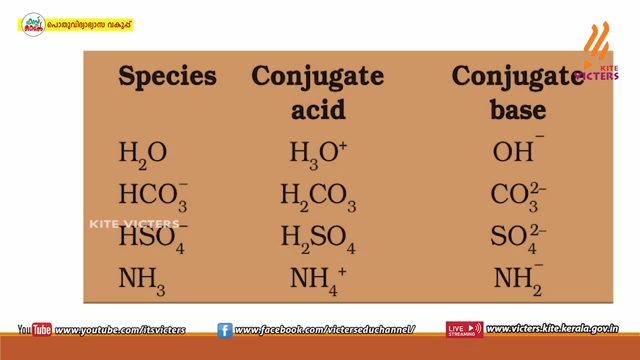 പൊതുവിദ്യാഭ്യാസ വകുപ്പ്
KITE
VICTERS
Species Conjugate acid Conjugate base
H₂O H₃O⁺ OH⁻
HCO₃⁻ H₂CO₃ CO₃²⁻
KITE VICTERS
HSO₄⁻ H₂SO₄ SO₄²⁻
NH₃ NH₄⁺ NH₂⁻
YouTube www.youtube.com/itsvicters
f www.facebook.com/victerseduchannel/
LIVE STREAMING www.victers.kite.kerala.gov.in